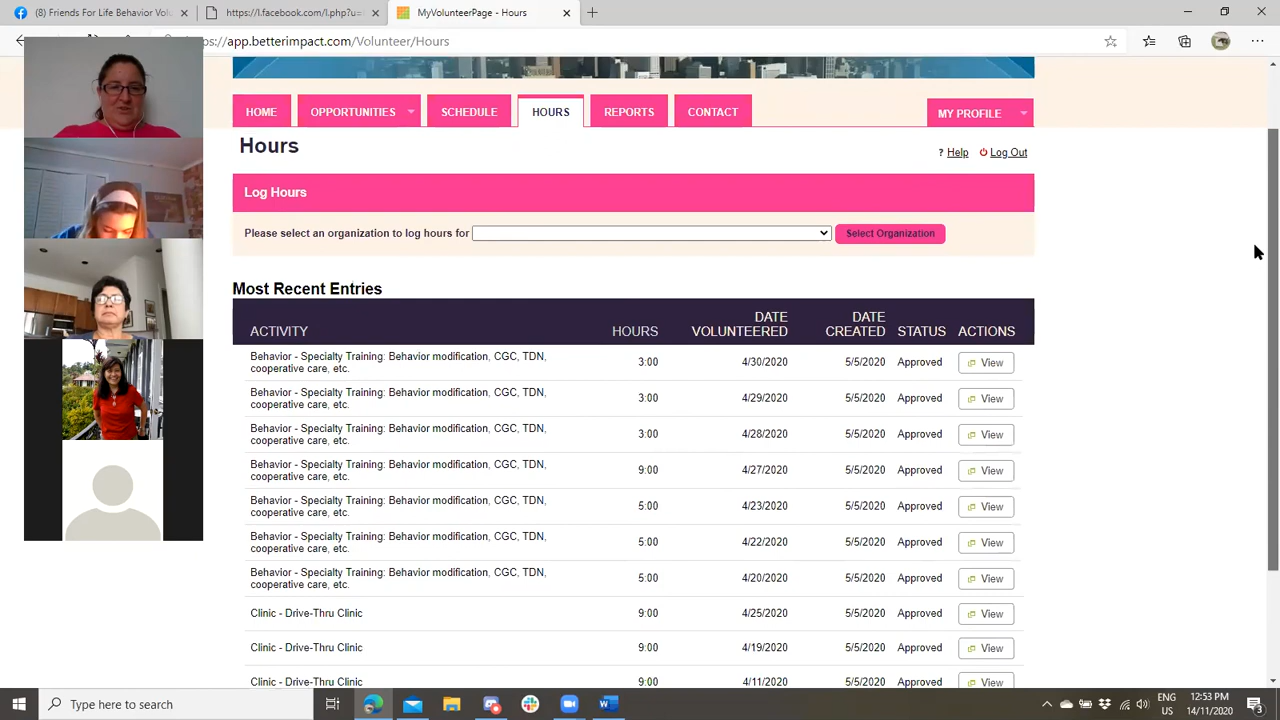 (8) Friends for Life Volunteers
https://facebook.com/php?un
MyVolunteerPage - Hours
ps://app.betterimpact.com/Volunteer/Hours
HOME OPPORTUNITIES SCHEDULE HOURS REPORTS CONTACT MY PROFILE
Hours
? Help Log Out
Log Hours
Please select an organization to log hours for Select Organization
Most Recent Entries
ACTIVITY HOURS DATE VOLUNTEERED DATE CREATED STATUS ACTIONS
Behavior - Specialty Training: Behavior modification, CGC, TDN, 3:00 4/30/2020 5/5/2020 Approved View
cooperative care, etc.
Behavior - Specialty Training: Behavior modification, CGC, TDN, 3:00 4/29/2020 5/5/2020 Approved View
cooperative care, etc.
Behavior - Specialty Training: Behavior modification, CGC, TDN, 3:00 4/28/2020 5/5/2020 Approved View
cooperative care, etc.
Behavior - Specialty Training: Behavior modification, CGC, TDN, 9:00 4/27/2020 5/5/2020 Approved View
cooperative care, etc.
Behavior - Specialty Training: Behavior modification, CGC, TDN, 5:00 4/23/2020 5/5/2020 Approved View
cooperative care, etc.
Behavior - Specialty Training: Behavior modification, CGC, TDN, 5:00 4/22/2020 5/5/2020 Approved View
cooperative care, etc.
Behavior - Specialty Training: Behavior modification, CGC, TDN, 5:00 4/20/2020 5/5/2020 Approved View
cooperative care, etc.
Clinic - Drive-Thru Clinic 9:00 4/25/2020 5/5/2020 Approved View
Clinic - Drive-Thru Clinic 9:00 4/19/2020 5/5/2020 Approved View
Clinic - Drive-Thru Clinic 9:00 4/11/2020 5/5/2020 Approved View
Type here to search
ENG
US
12:53 PM
14/11/2020
3